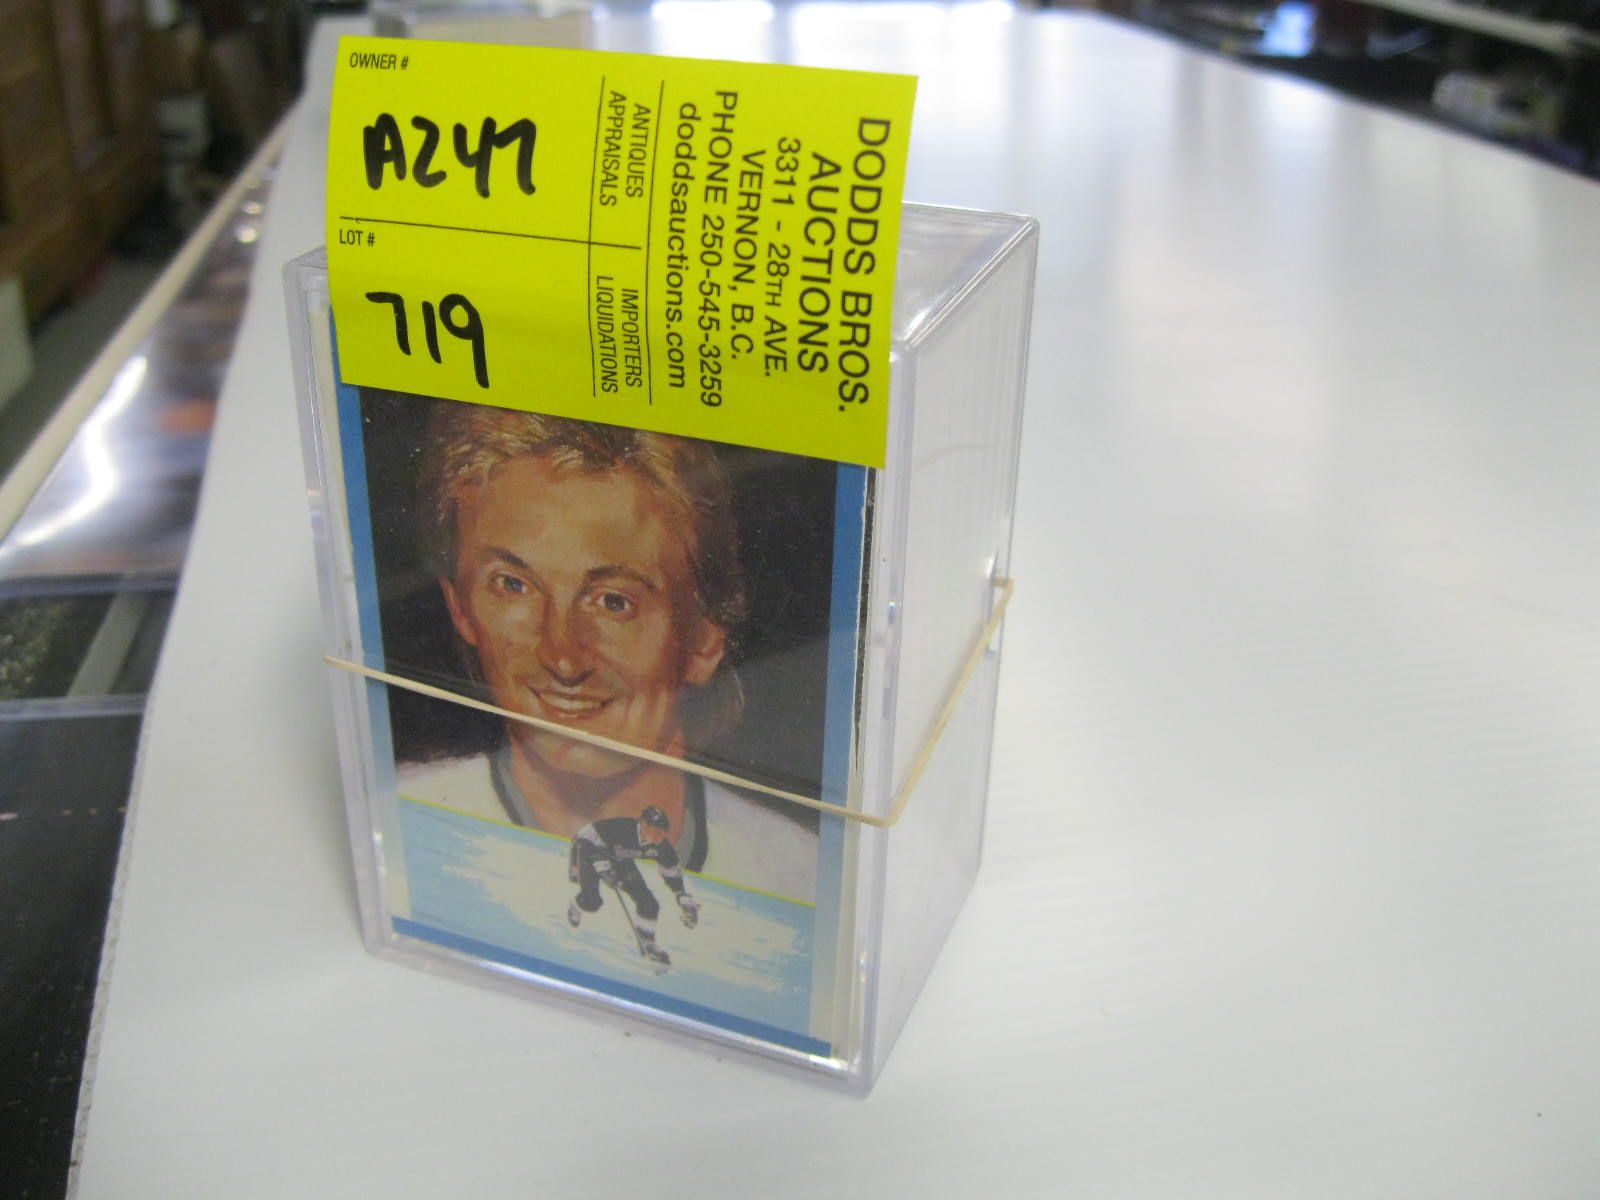 OWNER #
A247
LOT #
719
ANTIQUES
APPRAISALS
IMPORTERS
LIQUIDATIONS
DODDS BROS.
AUCTIONS
3311 - 28TH AVE.
VERNON, B.C.
PHONE 250-545-3259
doddsauctions.com